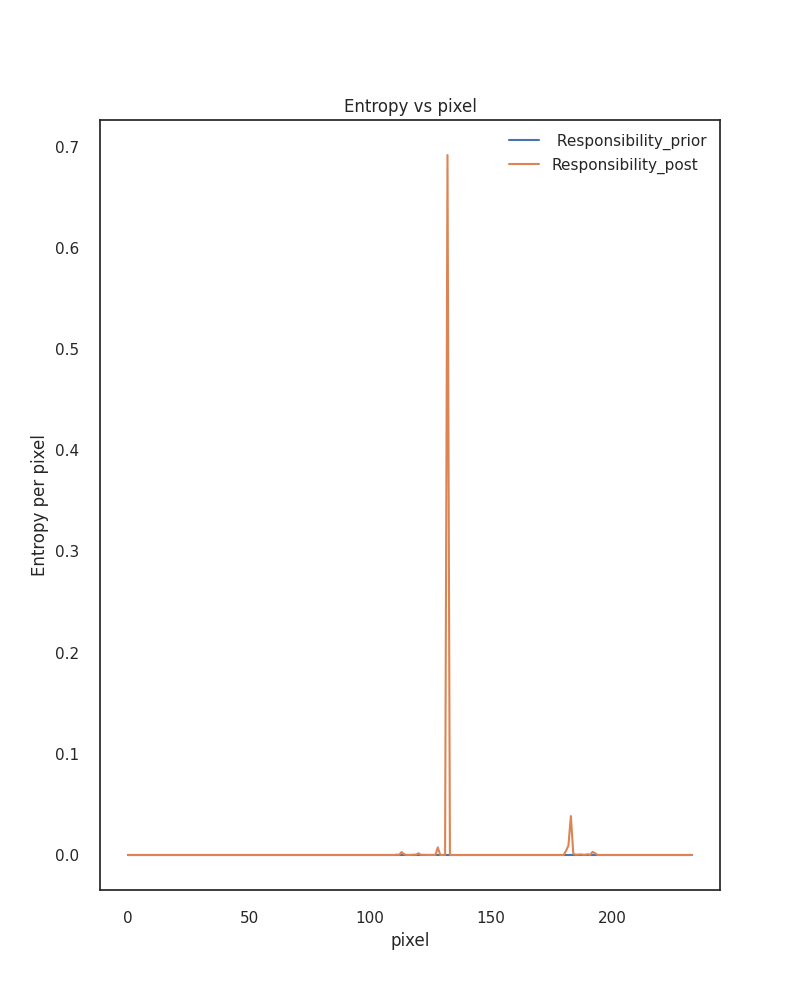 Entropy vs pixel
Responsibility_prior
Responsibility_post
0.7
0.6
0.5
0.4
0.3
0.2
0.1
0.0
Entropy per pixel
0 50 100 150 200
pixel